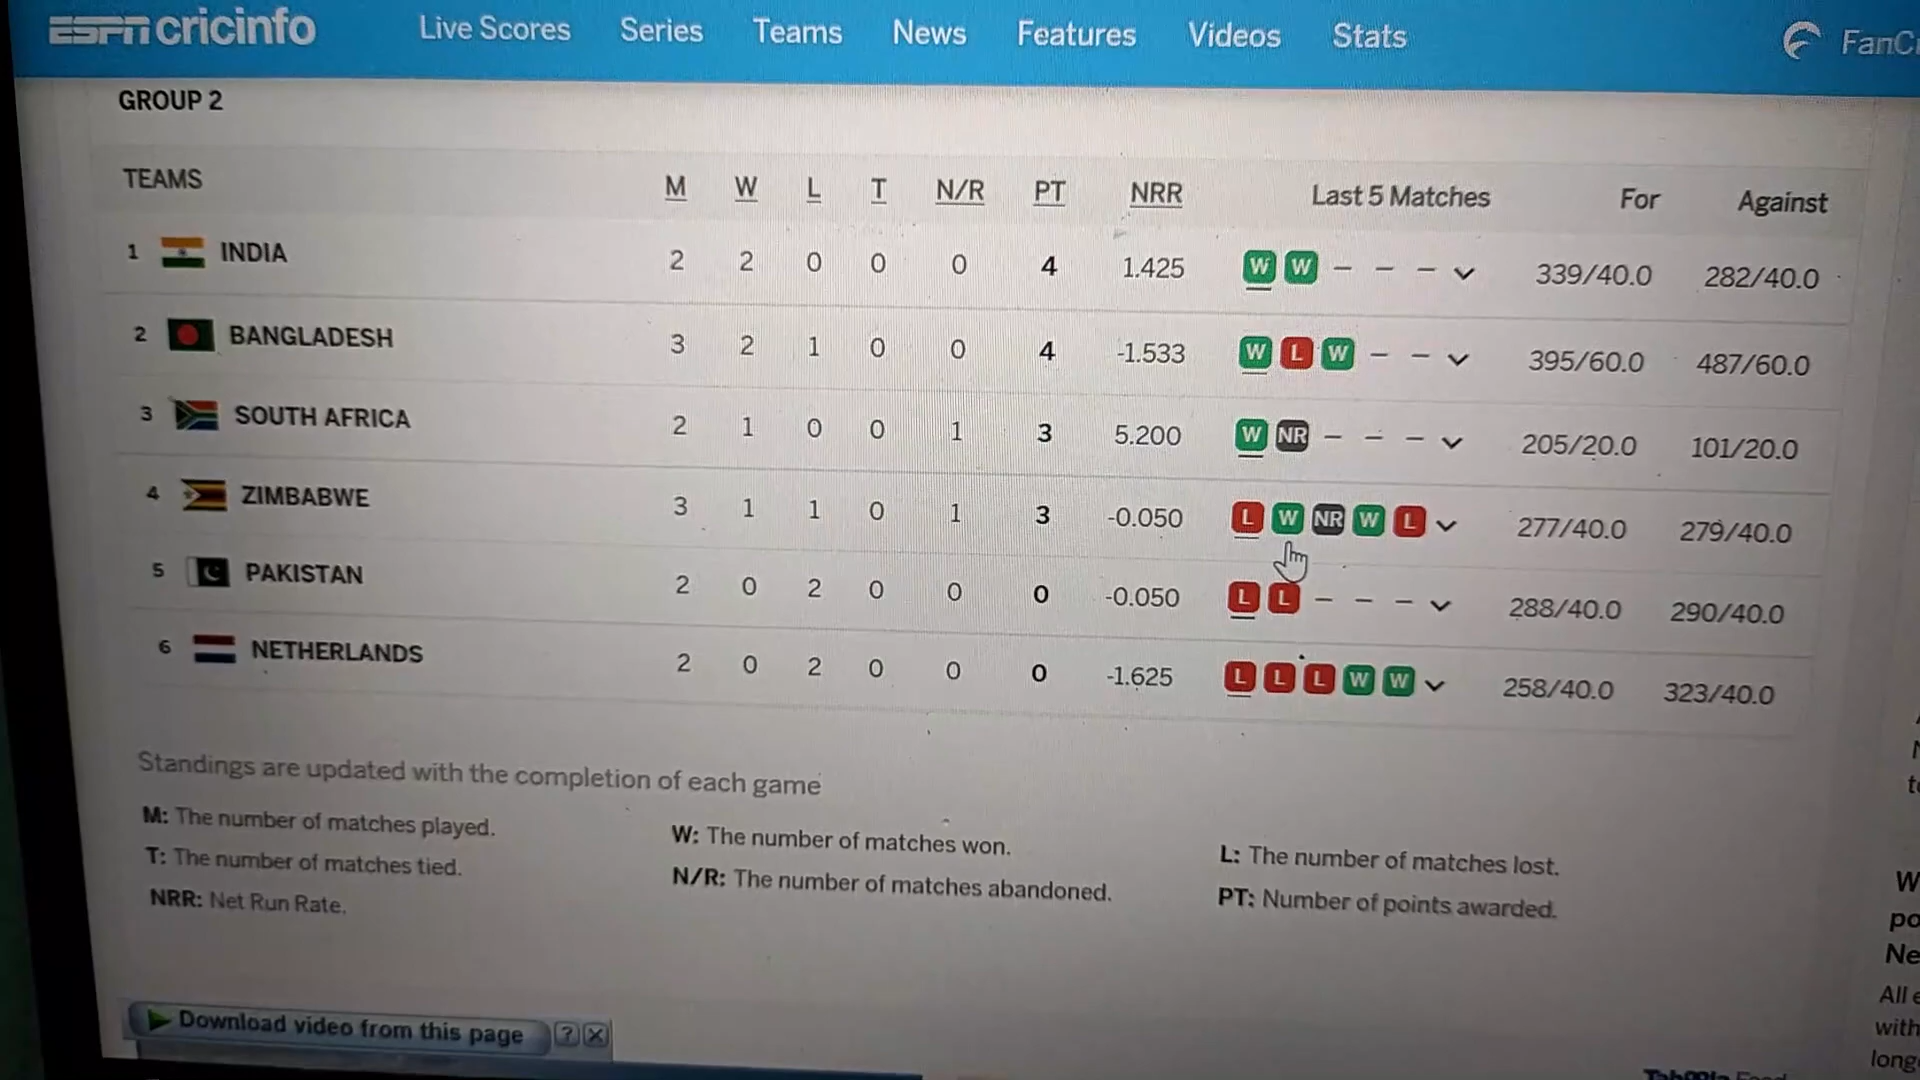 ESPN cricinfo Live Scores Series Teams News Features Videos Stats
GROUP 2
TEAMS M W L T N/R PT NRR Last 5 Matches For Against
1 INDIA 2 2 0 0 0 4 1.425 W W – – – 339/40.0 282/40.0
2 BANGLADESH 3 2 1 0 0 4 -1.533 W L W – – 395/60.0 487/60.0
3 SOUTH AFRICA 2 1 0 0 1 3 5.200 W NR – – – 205/20.0 101/20.0
4 ZIMBABWE 3 1 1 0 1 3 -0.050 L W NR W L 277/40.0 279/40.0
5 PAKISTAN 2 0 2 0 0 0 -0.050 L L – – – 288/40.0 290/40.0
6 NETHERLANDS 2 0 2 0 0 0 -1.625 L L L W W 258/40.0 323/40.0
Standings are updated with the completion of each game
M: The number of matches played. W: The number of matches won. L: The number of matches lost.
T: The number of matches tied. N/R: The number of matches abandoned. PT: Number of points awarded.
NRR: Net Run Rate.
po
Ne
All
with
long
Download video from this page ? X